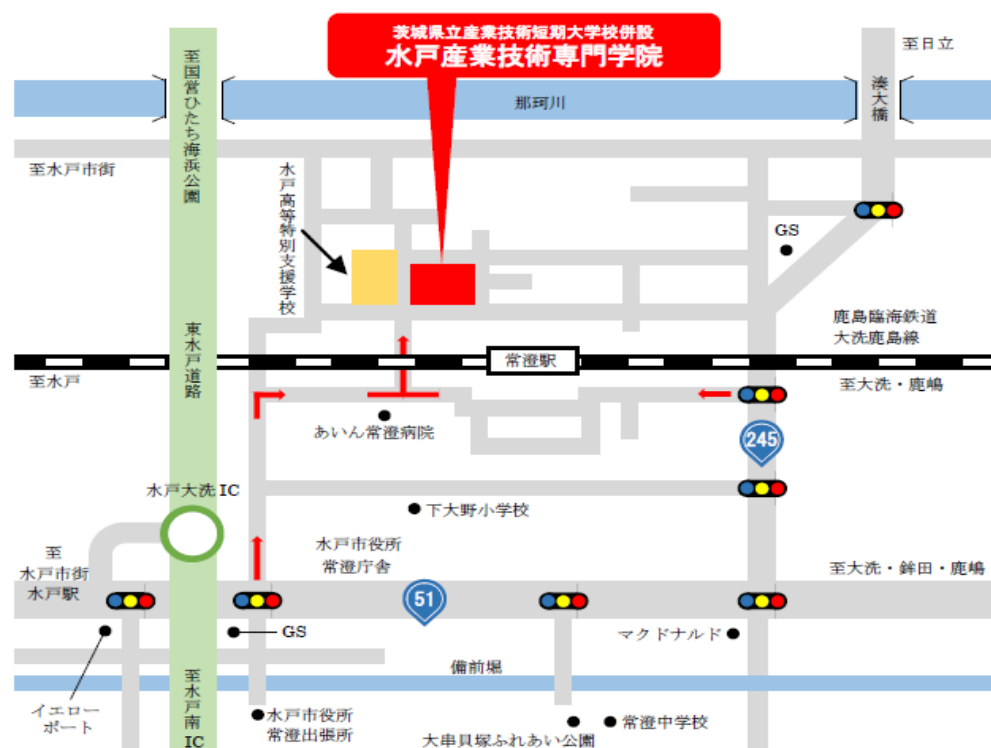 茨城県立産業技術短期大学校併設
水戸産業技術専門学院
至日立
至国営ひたち海浜公園
那珂川
湊大橋
至水戸市街
水戸高等特別支援学校
GS
鹿島臨海鉄道
大洗鹿島線
東水戸道路
常澄駅
至水戸
至大洗・鹿嶋
あいん常澄病院
245
水戸大洗IC
下大野小学校
至
水戸市街
水戸駅
水戸市役所
常澄庁舎
至大洗・鉾田・鹿嶋
51
GS
マクドナルド
備前堀
至水戸南IC
イエロー
ポート
水戸市役所
常澄出張所
常澄中学校
大串貝塚ふれあい公園